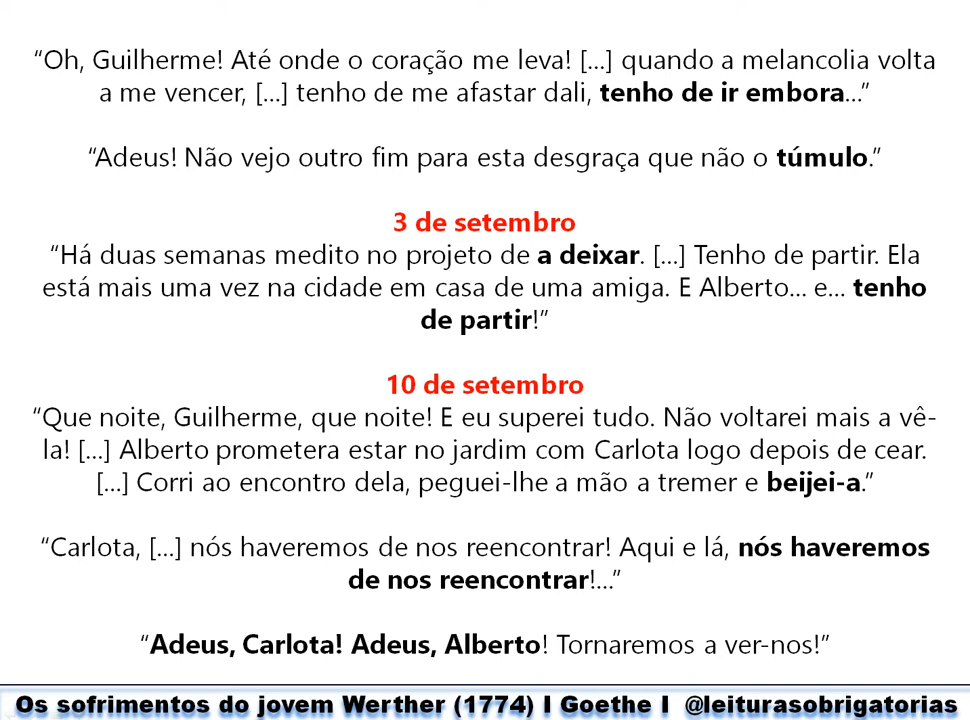 “Oh, Guilherme! Até onde o coração me leva! [...] quando a melancolia volta
a me vencer, [...] tenho de me afastar dali, tenho de ir embora...”
“Adeus! Não vejo outro fim para esta desgraça que não o túmulo.”
3 de setembro
“Há duas semanas medito no projeto de a deixar. [...] Tenho de partir. Ela
está mais uma vez na cidade em casa de uma amiga. E Alberto... e... tenho
de partir!”
10 de setembro
“Que noite, Guilherme, que noite! E eu superei tudo. Não voltarei mais a vê-
la! [...] Alberto prometera estar no jardim com Carlota logo depois de cear.
[...] Corri ao encontro dela, peguei-lhe a mão a tremer e beijei-a.”
“Carlota, [...] nós haveremos de nos reencontrar! Aqui e lá, nós haveremos
de nos reencontrar!...”
“Adeus, Carlota! Adeus, Alberto! Tornaremos a ver-nos!”
Os sofrimentos do jovem Werther (1774) I Goethe I @leiturasobrigatorias